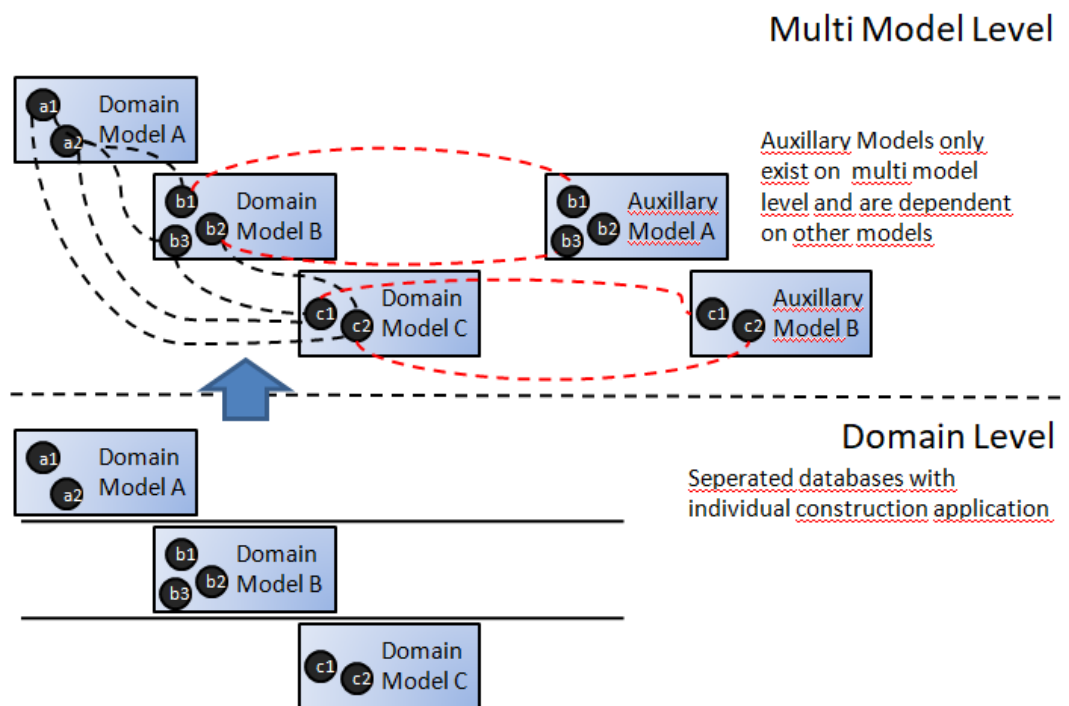 Multi Model Level
a1
Domain
Model A
a2
Auxillary Models only
exist on multi model
level and are dependent
on other models
b1
Domain
Model B
b2
b3
b1
Auxillary
Model A
b2
b3
c1
Domain
Model C
c2
c1
Auxillary
Model B
c2
Domain Level
Seperated databases with
individual construction application
a1
Domain
Model A
a2
b1
Domain
Model B
b2
b3
c1
Domain
Model C
c2